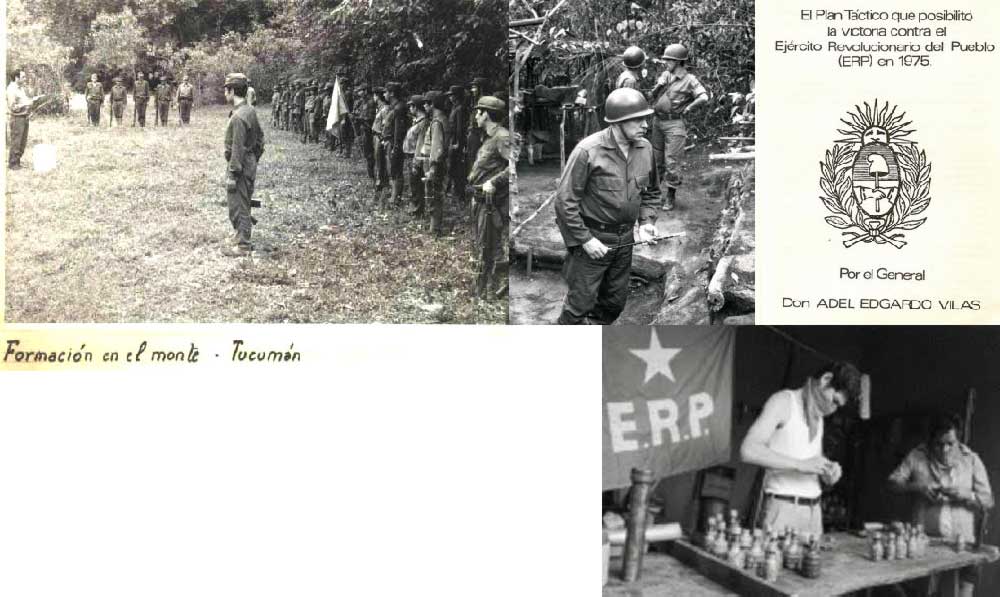 El Plan Táctico que posibilitó
la victoria contra el
Ejército Revolucionario del Pueblo
(ERP) en 1975.
Por el General
Don ADEL EDGARDO VILAS
Formación en el monte - Tucumán
E.R.P.